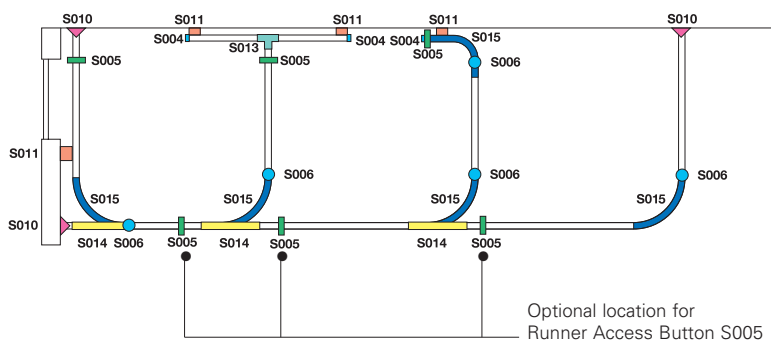 S010
S011
S011
S011
S010
S004
S013
S004
S004
S015
S005
S005
S005
S006
S011
S006
S006
S006
S015
S015
S015
S015
S010
S014
S006
S005
S014
S005
S014
S005
Optional location for
Runner Access Button S005